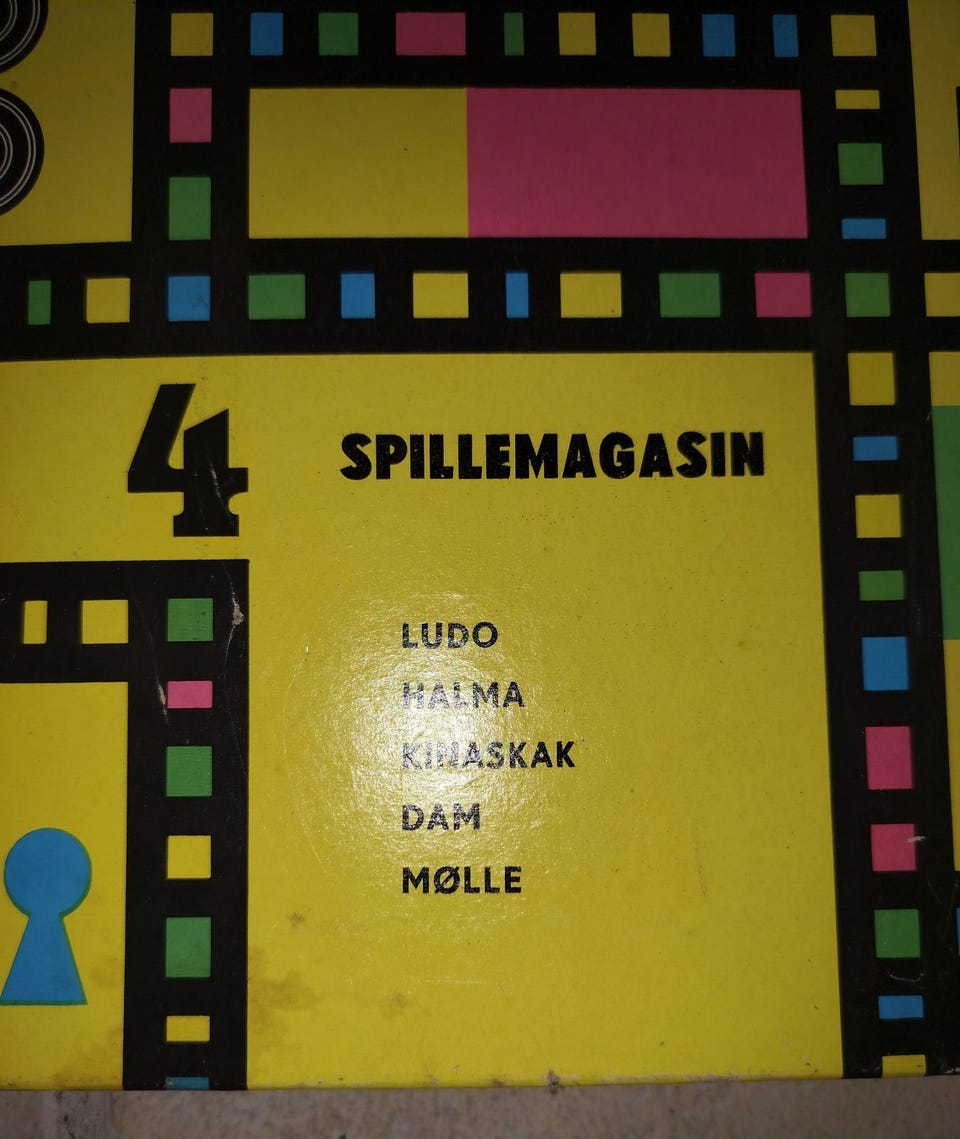 4 SPILLEMAGASIN
LUDO
HALMA
KINASKAK
DAM
MØLLE